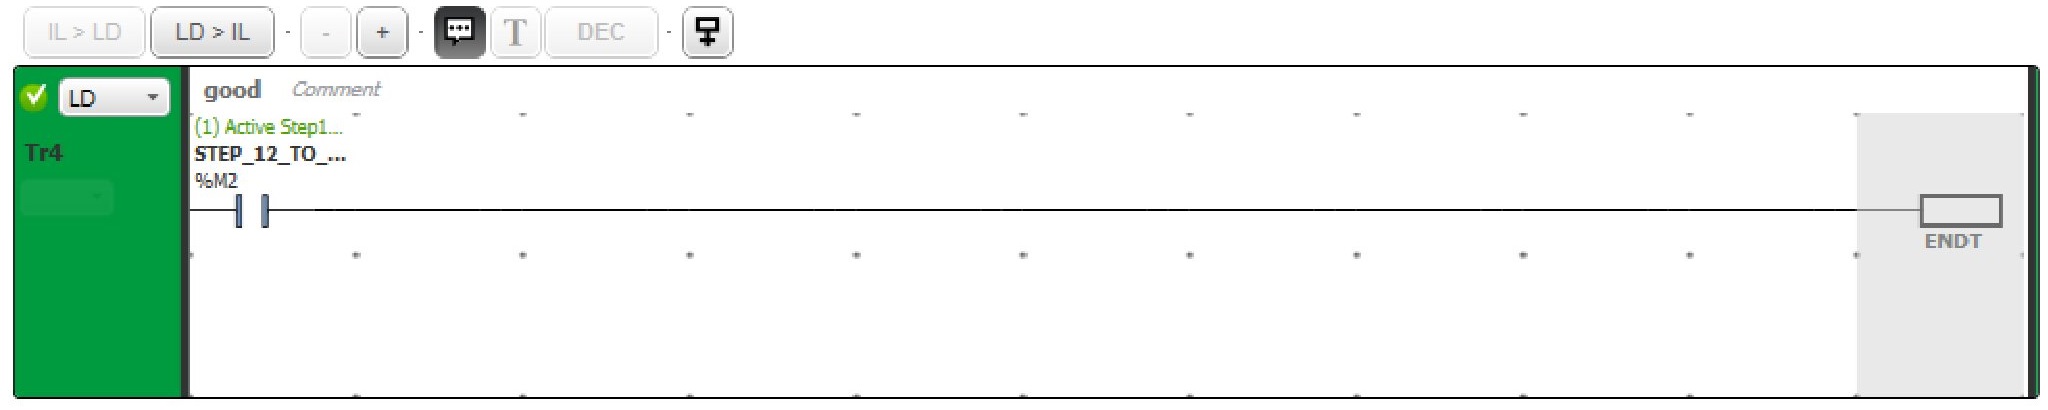 IL > LD LD > IL - + T DEC
LD
good Comment
(1) Active Step1...
Tr4
STEP_12_TO_...
%M2
ENDT